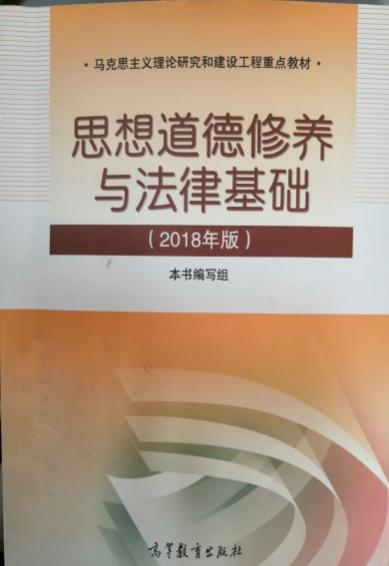 ·马克思主义理论研究和建设工程重点教材·
思想道德修养
与法律基础
(2018年版)
本书编写组
高等教育出版社